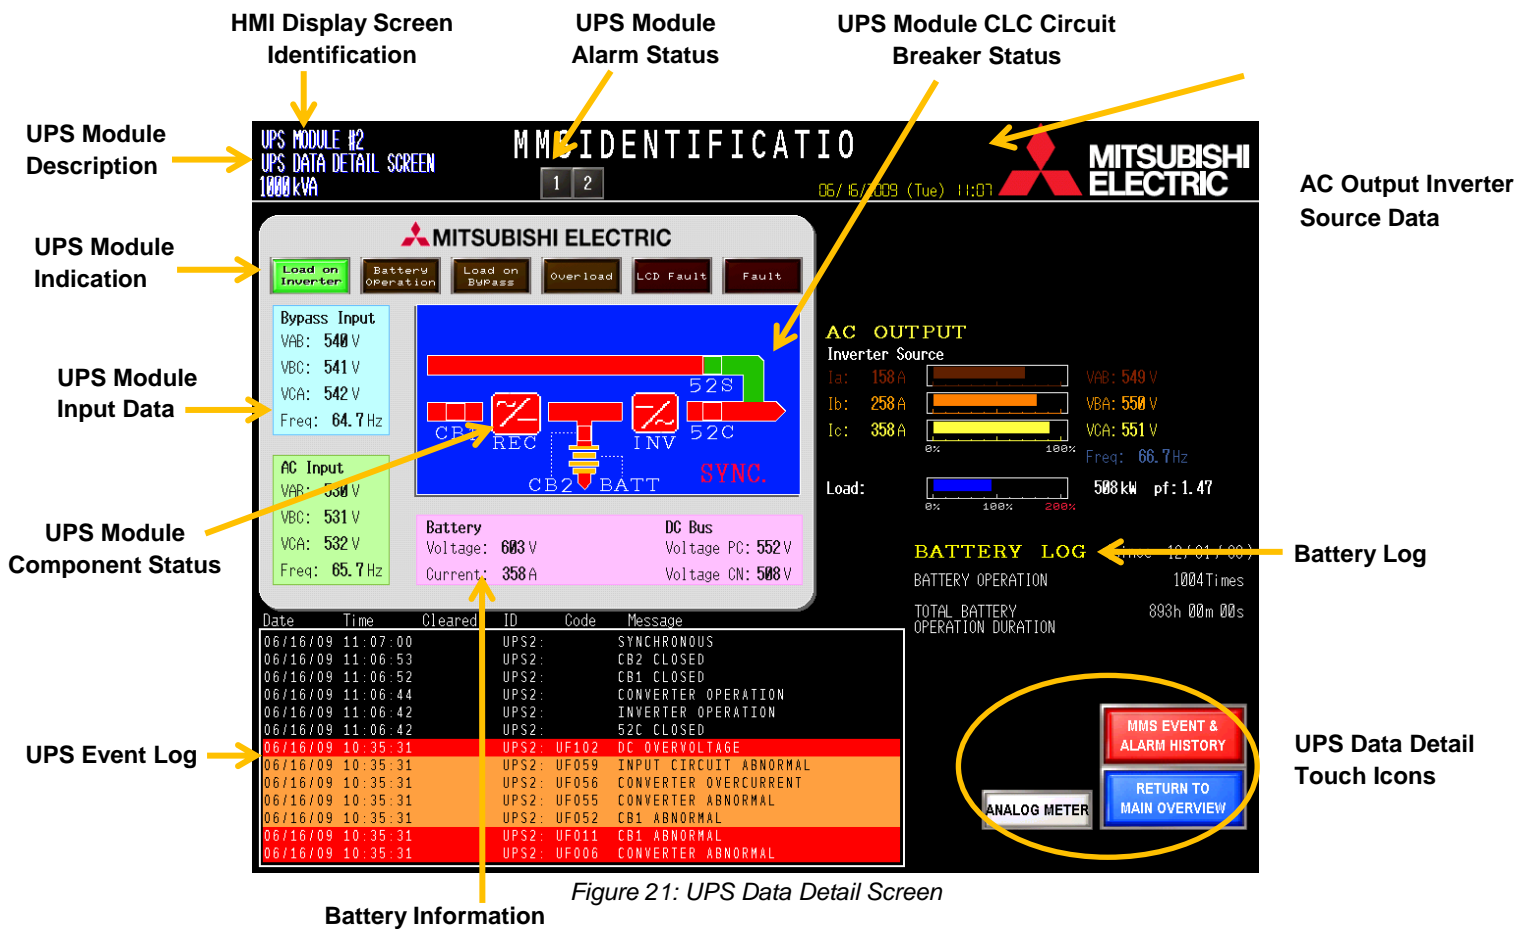 HMI Display Screen
Identification
UPS Module
Alarm Status
UPS Module CLC Circuit
Breaker Status
UPS Module
Description
UPS MODULE #2
UPS DATA DETAIL SCREEN
1000 kVA
MMSIDENTIFICATIO
1 2
06/16/2009 (Tue) 11:07
MITSUBISHI
ELECTRIC
AC Output Inverter
Source Data
UPS Module
Indication
MITSUBISHI ELECTRIC
Load on
Inverter
Battery
Operation
Load on
Bypass
Overload
LCD Fault
Fault
UPS Module
Input Data
Bypass Input
VAB: 540 V
VBC: 541 V
VCA: 542 V
Freq: 64.7 Hz
52S
CB1
REC
INV
52C
CB2
BATT
SYNC.
AC OUTPUT
Inverter Source
Ia: 158 A
VAB: 549 V
Ib: 258 A
VBA: 550 V
Ic: 358 A
VCA: 551 V
0% 100%
Freq: 66.7 Hz
Load:
508 kW pf: 1.47
0% 100% 200%
UPS Module
Component Status
AC Input
VAB: 530 V
VBC: 531 V
VCA: 532 V
Freq: 65.7 Hz
Battery
Voltage: 603 V
Current: 358 A
DC Bus
Voltage PC: 552 V
Voltage CN: 508 V
BATTERY LOG
12/01/00)
Battery Log
BATTERY OPERATION 1004 Times
TOTAL BATTERY
OPERATION DURATION
893h 00m 00s
UPS Event Log
Date Time Cleared ID Code Message
06/16/09 11:07:00 UPS2: SYNCHRONOUS
06/16/09 11:06:53 UPS2: CB2 CLOSED
06/16/09 11:06:52 UPS2: CB1 CLOSED
06/16/09 11:06:44 UPS2: CONVERTER OPERATION
06/16/09 11:06:42 UPS2: INVERTER OPERATION
06/16/09 11:06:42 UPS2: 52C CLOSED
06/16/09 10:35:31 UPS2: UF102 DC OVERVOLTAGE
06/16/09 10:35:31 UPS2: UF059 INPUT CIRCUIT ABNORMAL
06/16/09 10:35:31 UPS2: UF056 CONVERTER OVERCURRENT
06/16/09 10:35:31 UPS2: UF055 CONVERTER ABNORMAL
06/16/09 10:35:31 UPS2: UF052 CB1 ABNORMAL
06/16/09 10:35:31 UPS2: UF011 CB1 ABNORMAL
06/16/09 10:35:31 UPS2: UF006 CONVERTER ABNORMAL
MMS EVENT &
ALARM HISTORY
ANALOG METER
RETURN TO
MAIN OVERVIEW
UPS Data Detail
Touch Icons
Figure 21: UPS Data Detail Screen
Battery Information